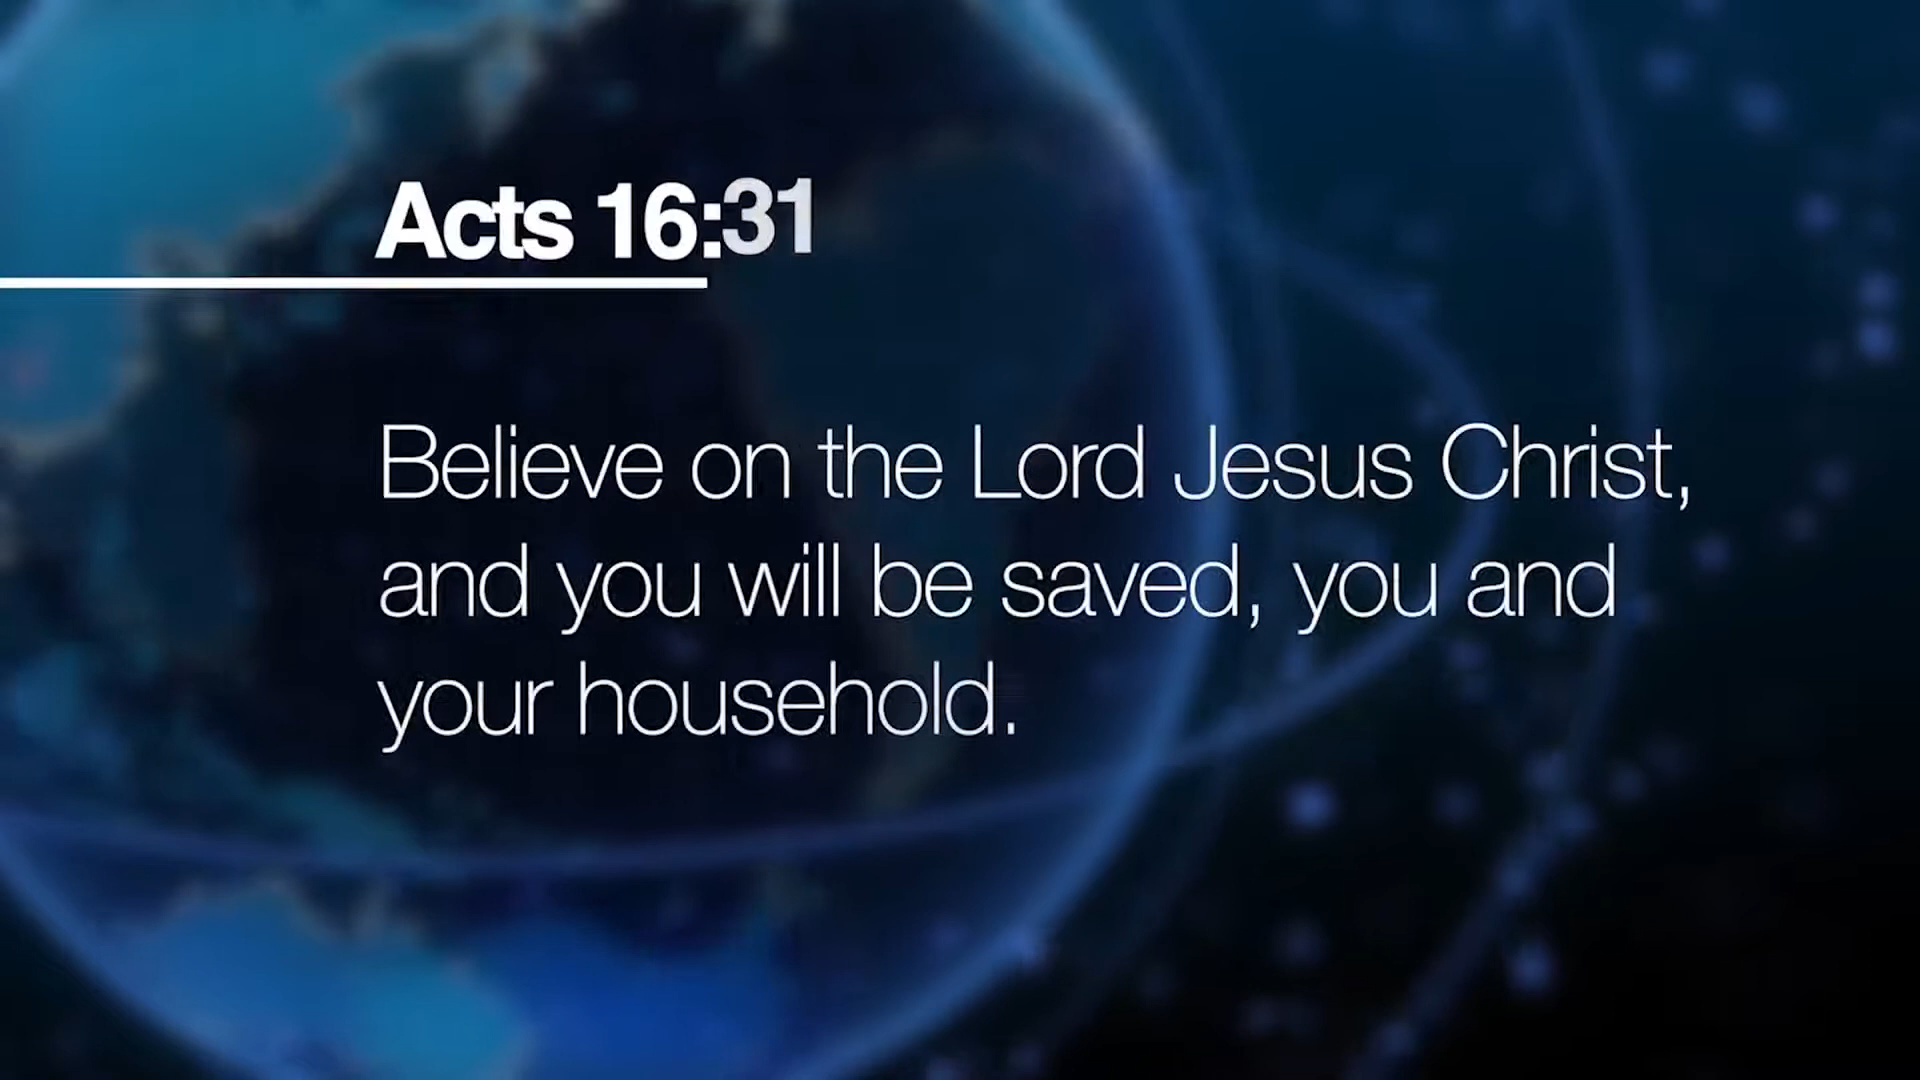 Acts 16:31
Believe on the Lord Jesus Christ,
and you will be saved, you and
your household.